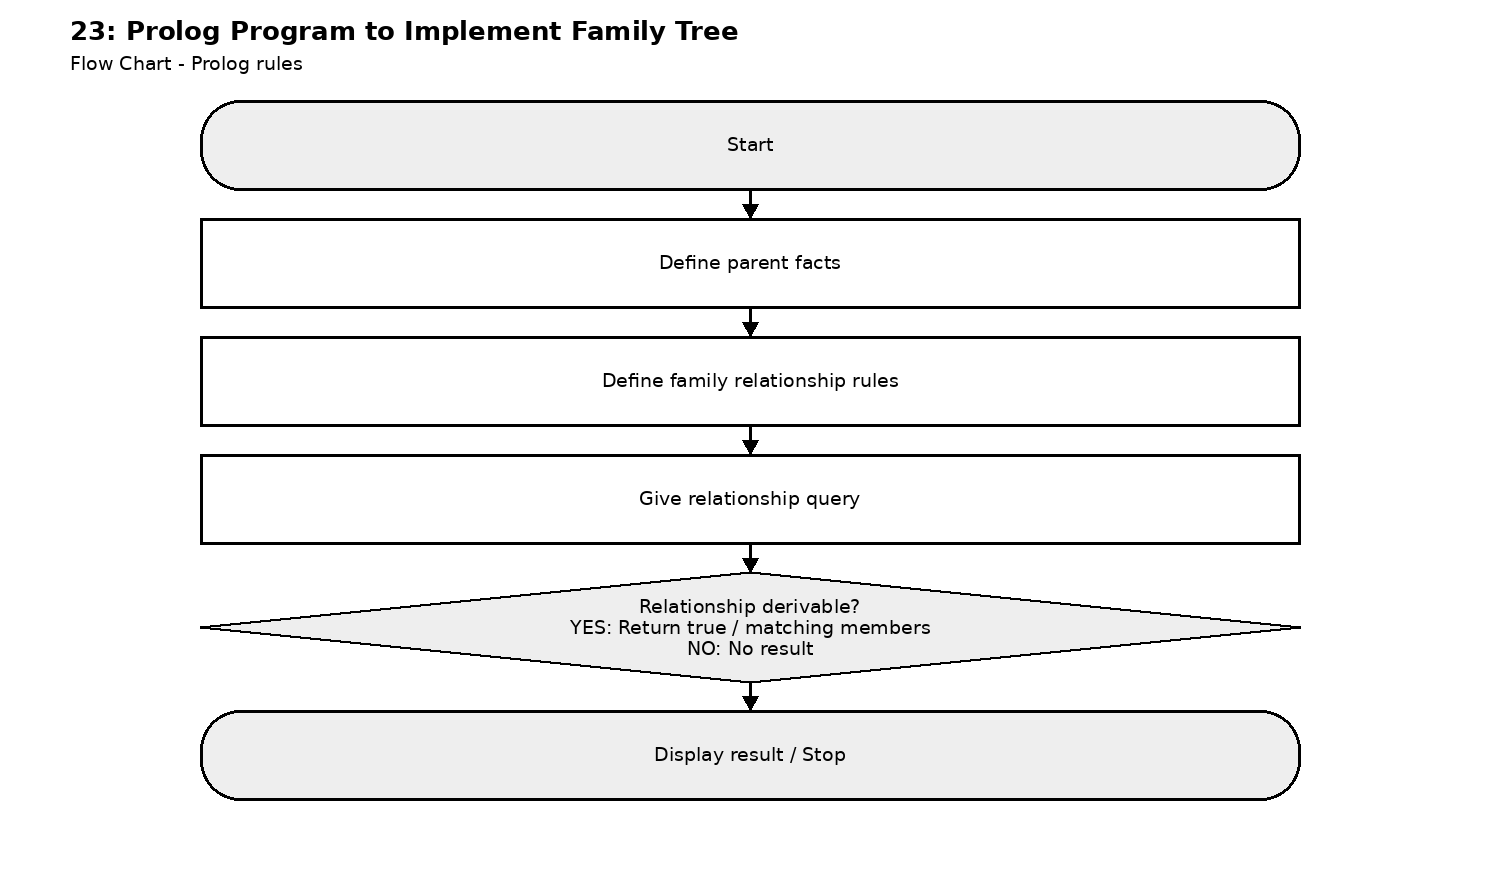 23: Prolog Program to Implement Family Tree
Flow Chart - Prolog rules
Start
Define parent facts
Define family relationship rules
Give relationship query
Relationship derivable?
YES: Return true / matching members
NO: No result
Display result / Stop